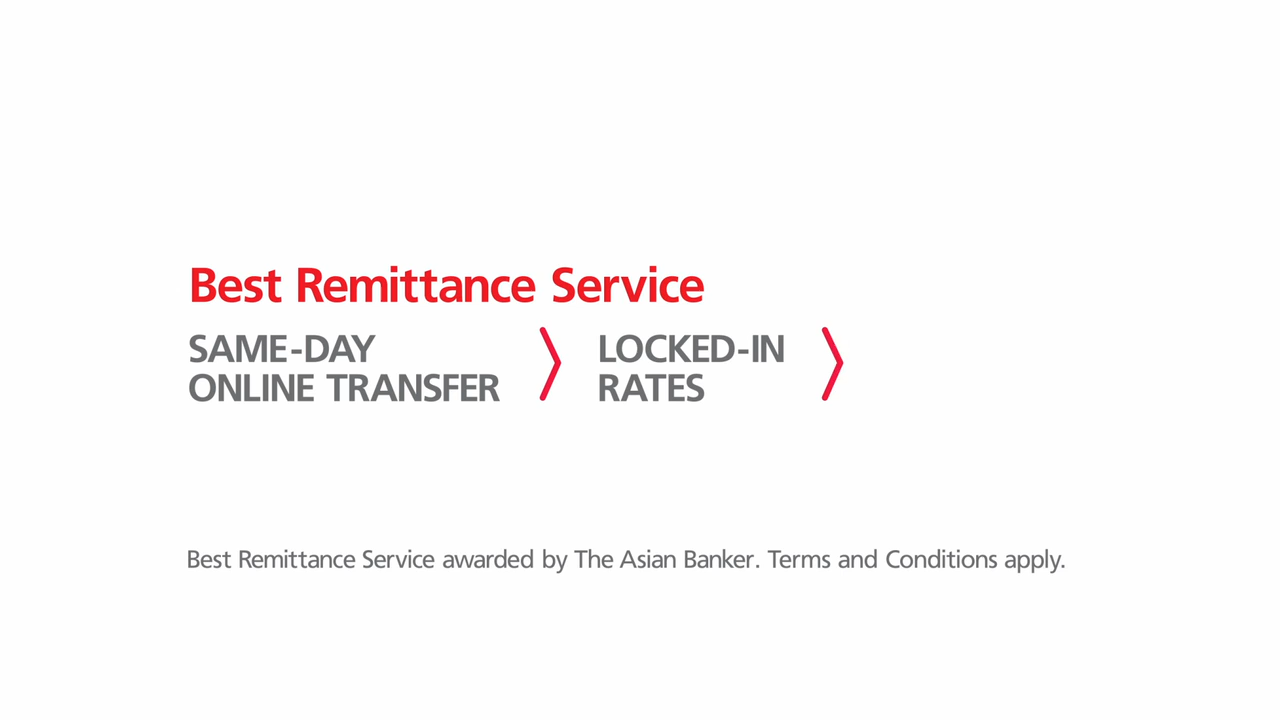 Best Remittance Service
SAME-DAY
ONLINE TRANSFER
LOCKED-IN
RATES
Best Remittance Service awarded by The Asian Banker. Terms and Conditions apply.